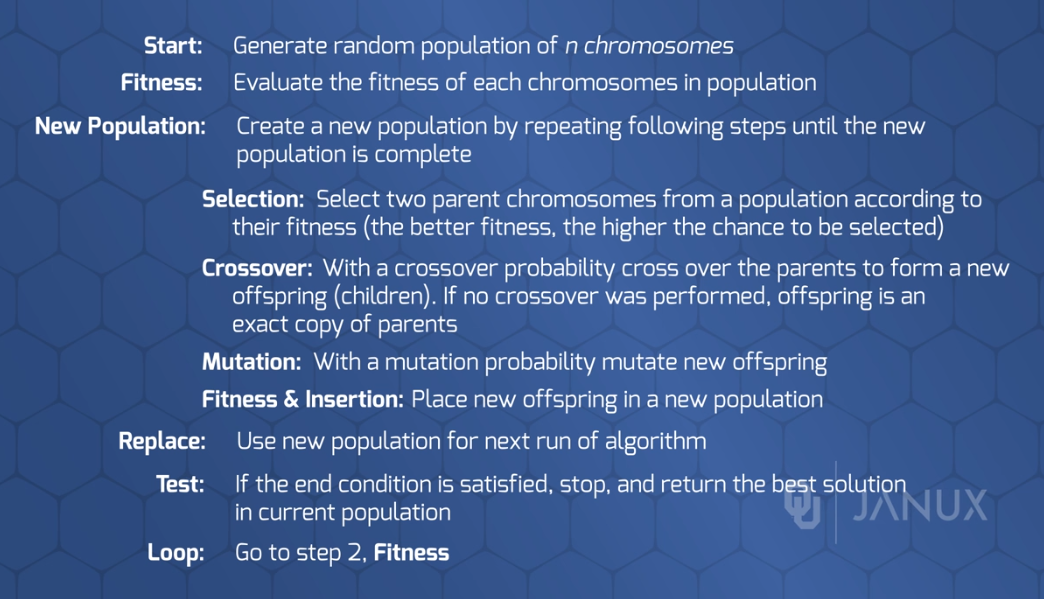 Start: Generate random population of n chromosomes
Fitness: Evaluate the fitness of each chromosomes in population
New Population: Create a new population by repeating following steps until the new
population is complete
Selection: Select two parent chromosomes from a population according to
their fitness (the better fitness, the higher the chance to be selected)
Crossover: With a crossover probability cross over the parents to form a new
offspring (children). If no crossover was performed, offspring is an
exact copy of parents
Mutation: With a mutation probability mutate new offspring
Fitness & Insertion: Place new offspring in a new population
Replace: Use new population for next run of algorithm
Test: If the end condition is satisfied, stop, and return the best solution
in current population
JANUX
Loop: Go to step 2, Fitness